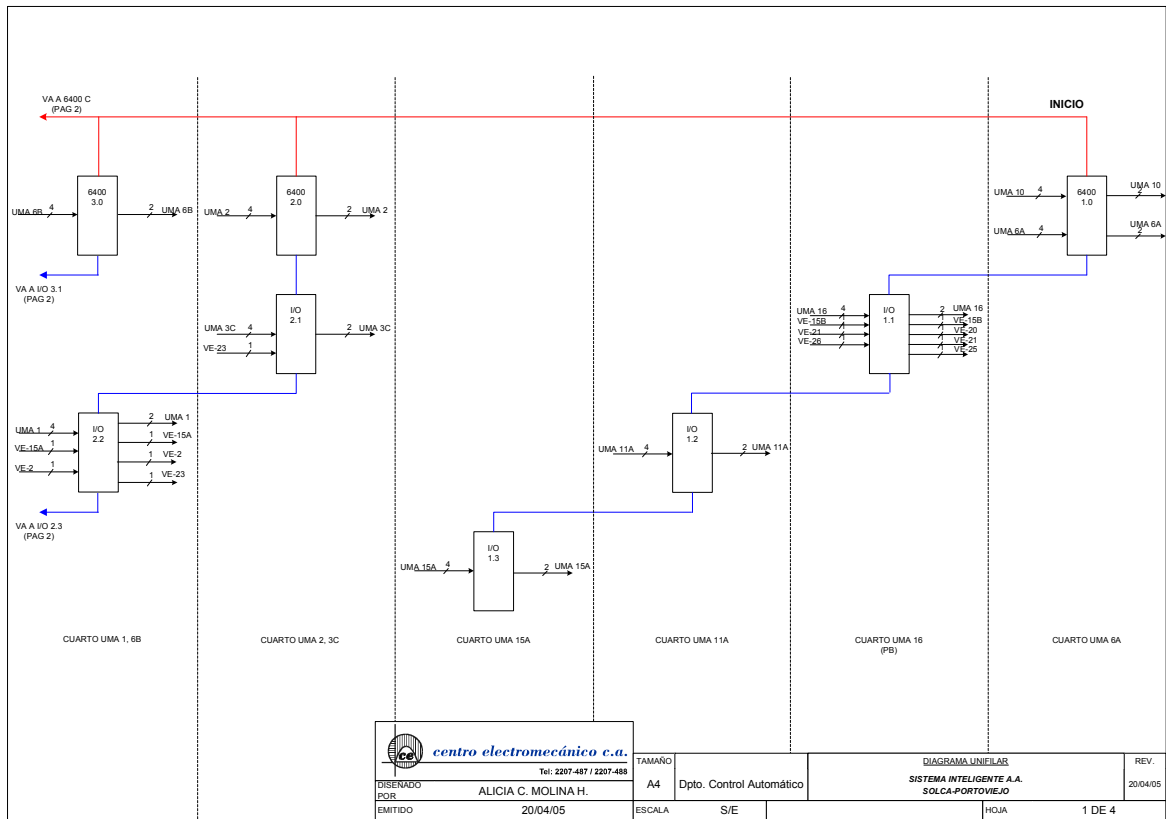 VA A 6400 C
(PAG 2)
INICIO
6400
3.0
UMA 6B
4
2
UMA 6B
VA A I/O 3.1
(PAG 2)
6400
2.0
UMA 2
4
2
UMA 2
6400
1.0
UMA 10
4
UMA 6A
4
2
UMA 10
2
UMA 6A
I/O
2.1
UMA 3C
4
VE-23
1
2
UMA 3C
I/O
1.1
UMA 16
4
VE-15B
1
VE-21
1
VE-26
1
2
UMA 16
1
VE-15B
1
VE-20
1
VE-21
1
VE-25
I/O
2.2
UMA 1
4
VE-15A
1
VE-2
1
2
UMA 1
1
VE-15A
1
VE-2
1
VE-23
VA A I/O 2.3
(PAG 2)
I/O
1.2
UMA 11A
4
2
UMA 11A
I/O
1.3
UMA 15A
4
2
UMA 15A
CUARTO UMA 1, 6B
CUARTO UMA 2, 3C
CUARTO UMA 15A
CUARTO UMA 11A
CUARTO UMA 16
(PB)
CUARTO UMA 6A
ce
centro electromecánico c.a.
Tel: 2207-487 / 2207-488
DISEÑADO
POR
ALICIA C. MOLINA H.
EMITIDO
20/04/05
TAMAÑO
A4
Dpto. Control Automático
ESCALA
S/E
DIAGRAMA UNIFILAR
SISTEMA INTELIGENTE A.A.
SOLCA-PORTOVIEJO
REV.
20/04/05
HOJA
1 DE 4